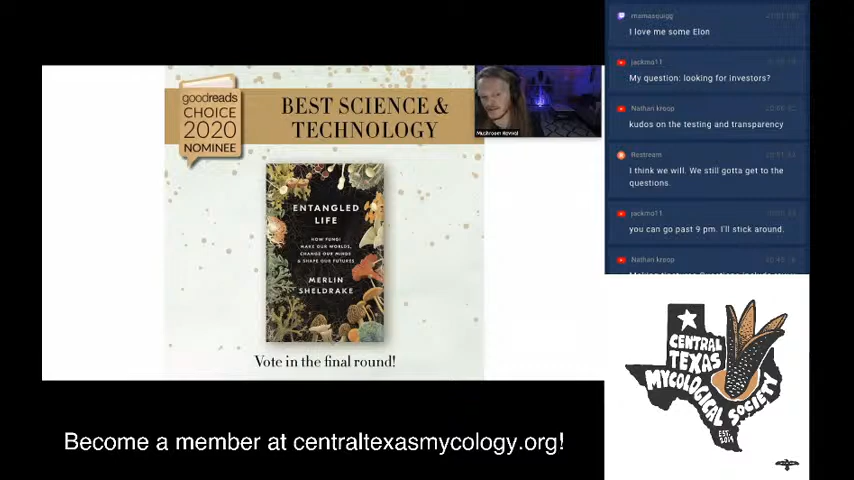 goodreads
CHOICE
2020
NOMINEE
BEST SCIENCE &
TECHNOLOGY
Mushroom Revival
ENTANGLED
LIFE
HOW FUNGI
MAKE OUR WORLDS,
CHANGE OUR MINDS
& SHAPE OUR FUTURES
MERLIN
SHELDRAKE
Vote in the final round!
Become a member at centraltexasmycology.org!
mamasquigg
I love me some Elon
jackmo11
My question: looking for investors?
Nathan kroop
kudos on the testing and transparency
Restream
I think we will. We still gotta get to the
questions.
jackmo11
you can go past 9 pm. I'll stick around.
Nathan kroop
CENTRAL
TEXAS
MYCOLOGICAL SOCIETY
EST.
2019